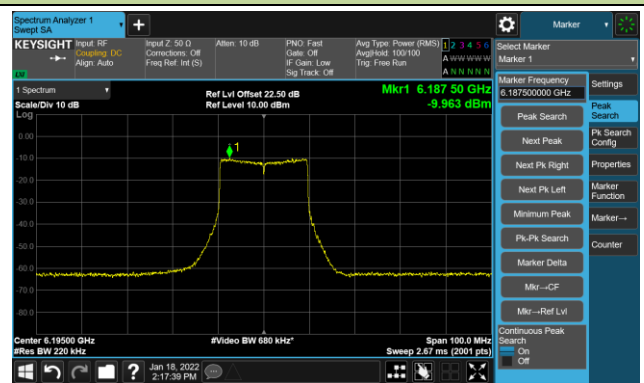 Spectrum Analyzer 1
Swept SA
Marker
KEYSIGHT
Input: RF
Coupling: DC
Align: Auto
Input Z: 50 Ω
Corrections: Off
Freq Ref: Int (S)
Atten: 10 dB
PNO: Fast
Gate: Off
IF Gain: Low
Sig Track: Off
Avg Type: Power (RMS)
Avg|Hold: 100/100
Trig: Free Run
1 2 3 4 5 6
A W W W W W
A N N N N N
LW
Select Marker
Marker 1
1 Spectrum
Scale/Div 10 dB
Log
Ref Lvl Offset 22.50 dB
Ref Level 10.00 dBm
Mkr1 6.187 50 GHz
-9.963 dBm
1
0.00
-10.0
-20.0
-30.0
-40.0
-50.0
-60.0
-70.0
-80.0
Center 6.19500 GHz
#Res BW 220 kHz
#Video BW 680 kHz*
Span 100.0 MHz
Sweep 2.67 ms (2001 pts)
Marker Frequency
6.187500000 GHz
Peak Search
Next Peak
Next Pk Right
Next Pk Left
Minimum Peak
Pk-Pk Search
Marker Delta
Mkr→CF
Mkr→Ref Lvl
Continuous Peak
Search
On
Off
Settings
Peak
Search
Pk Search
Config
Properties
Marker
Function
Marker→
Counter
Jan 18, 2022
2:17:39 PM